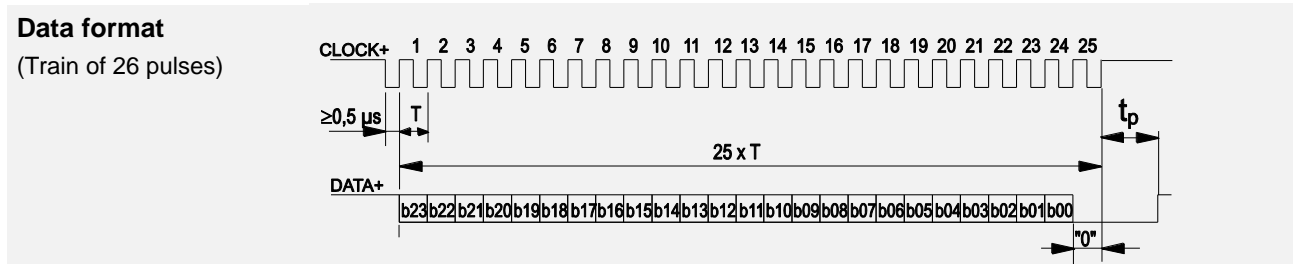 Data format
(Train of 26 pulses)
CLOCK+ 1 2 3 4 5 6 7 8 9 10 11 12 13 14 15 16 17 18 19 20 21 22 23 24 25
≥0,5 µs T tp
25 x T
DATA+
b23 b22 b21 b20 b19 b18 b17 b16 b15 b14 b13 b12 b11 b10 b09 b08 b07 b06 b05 b04 b03 b02 b01 b00
"0"